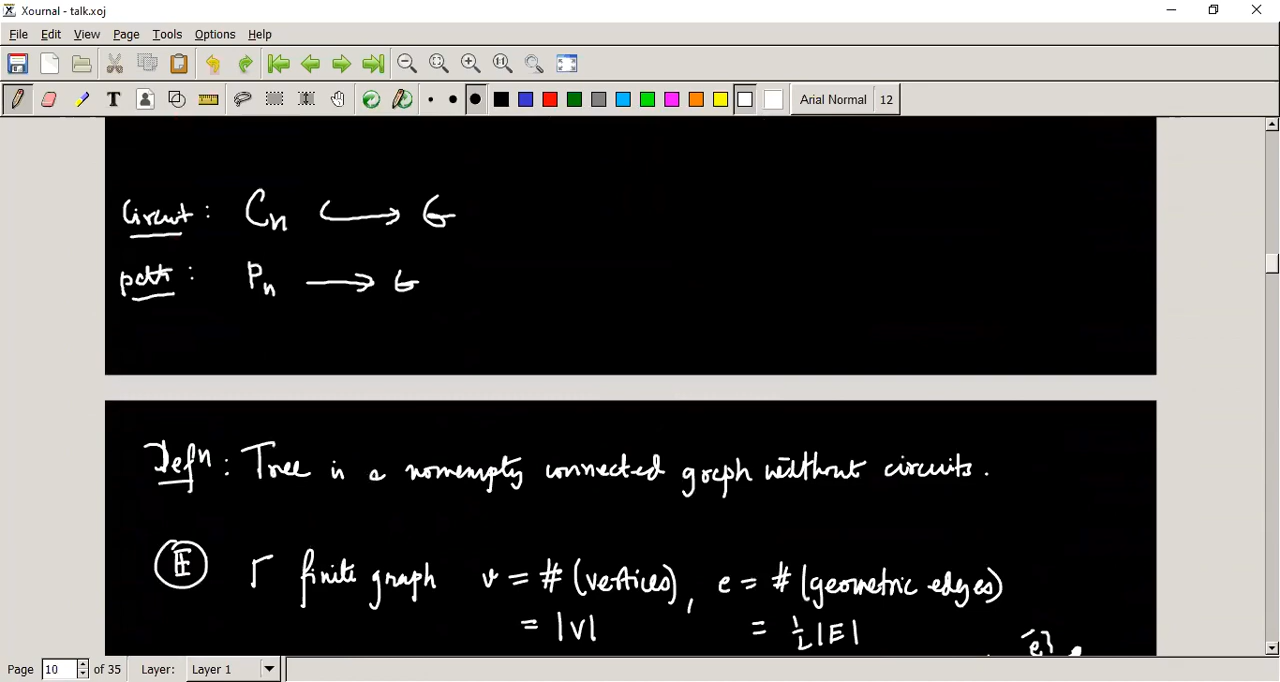 Xournal - talk.xoj
File Edit View Page Tools Options Help
Arial Normal 12
Circuit : Cn ↪ G
path : Pn → G
Defn : Tree is a nonempty connected graph without circuits.
E Γ finite graph v = # (vertices), e = # (geometric edges)
= |V| = ½|E|
Page 10 of 35 Layer: Layer 1